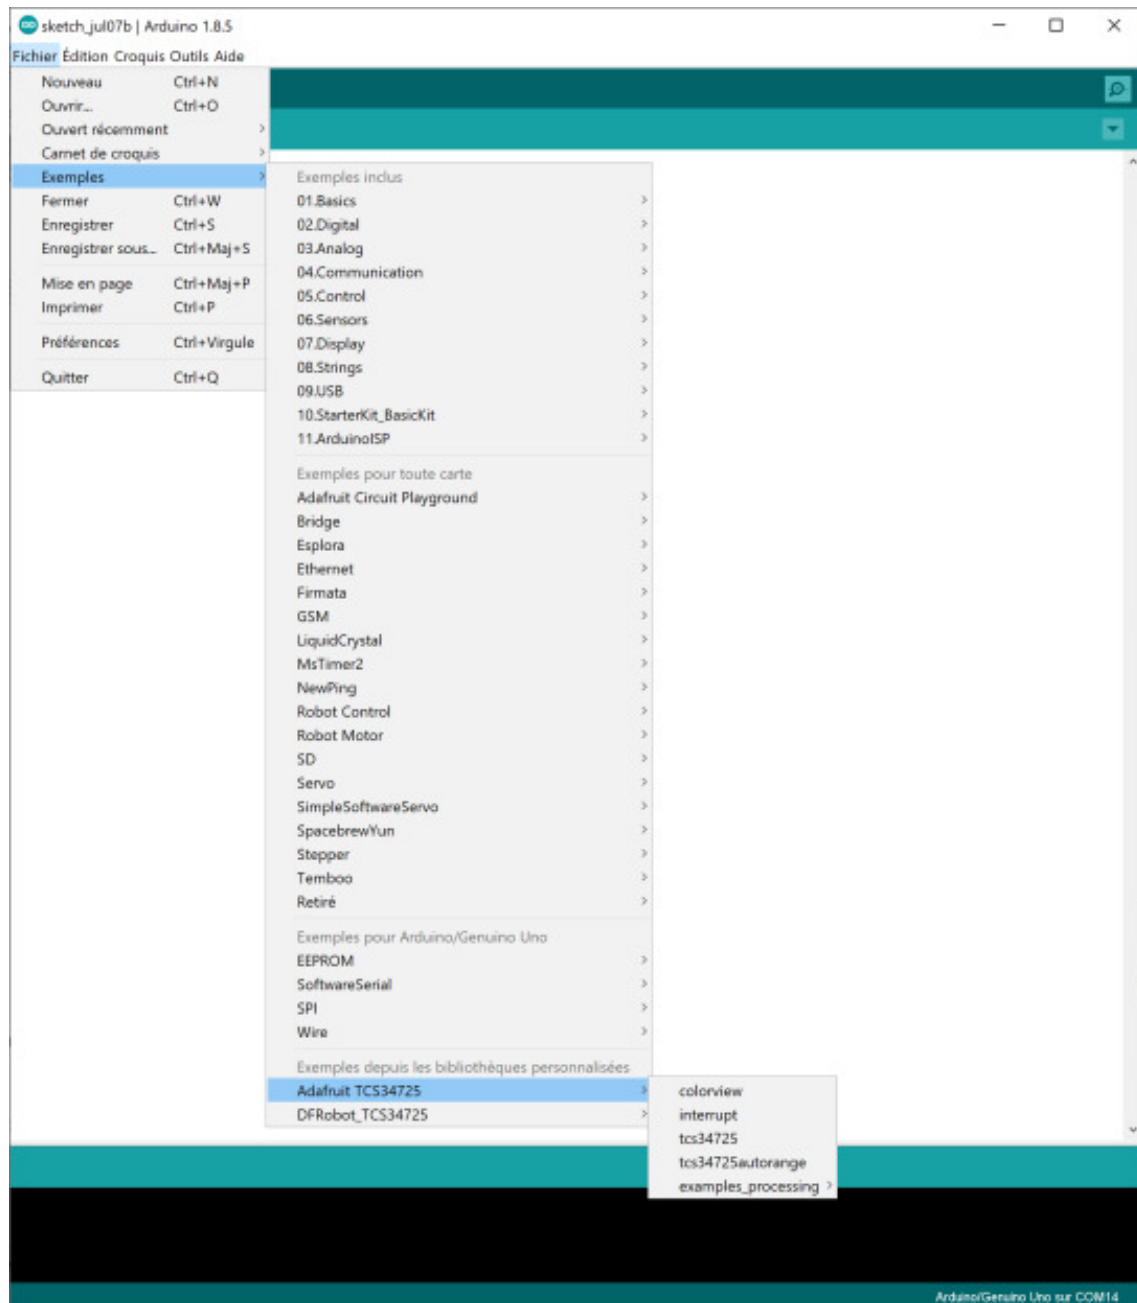 sketch_jul07b | Arduino 1.8.5
Fichier Édition Croquis Outils Aide
Nouveau Ctrl+N
Ouvrir... Ctrl+O
Ouvert récemment
Carnet de croquis
Exemples
Fermer Ctrl+W
Enregistrer Ctrl+S
Enregistrer sous... Ctrl+Maj+S
Mise en page Ctrl+Maj+P
Imprimer Ctrl+P
Préférences Ctrl+Virgule
Quitter Ctrl+Q
Exemples inclus
01.Basics
02.Digital
03.Analog
04.Communication
05.Control
06.Sensors
07.Display
08.Strings
09.USB
10.StarterKit_BasicKit
11.ArduinoISP
Exemples pour toute carte
Adafruit Circuit Playground
Bridge
Esplora
Ethernet
Firmata
GSM
LiquidCrystal
MsTimer2
NewPing
Robot Control
Robot Motor
SD
Servo
SimpleSoftwareServo
SpacebrewYun
Stepper
Temboo
Retiré
Exemples pour Arduino/Genuino Uno
EEPROM
SoftwareSerial
SPI
Wire
Exemples depuis les bibliothèques personnalisées
Adafruit TCS34725
DFRobot_TCS34725
colorview
interrupt
tcs34725
tcs34725autorange
examples_processing
Arduino/Genuino Uno sur COM14